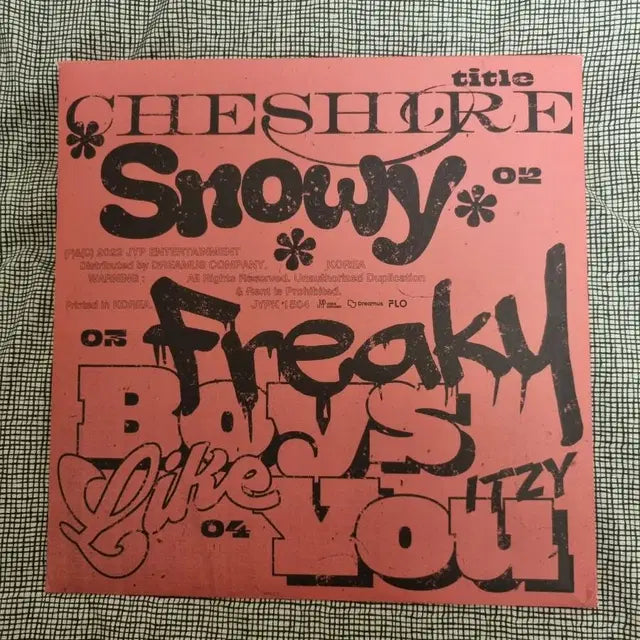 title
CHESHIRE
Snowy 02
(P)&(C) 2022 JYP ENTERTAINMENT
Distributed by DREAMUS COMPANY, KOREA
WARNING : All Rights Reserved. Unauthorized Duplication
& Rent is Prohibited.
Printed in KOREA. JYPK 1504 Dreamus FLO
03 Freaky
Boys
Like
ITZY
04 You